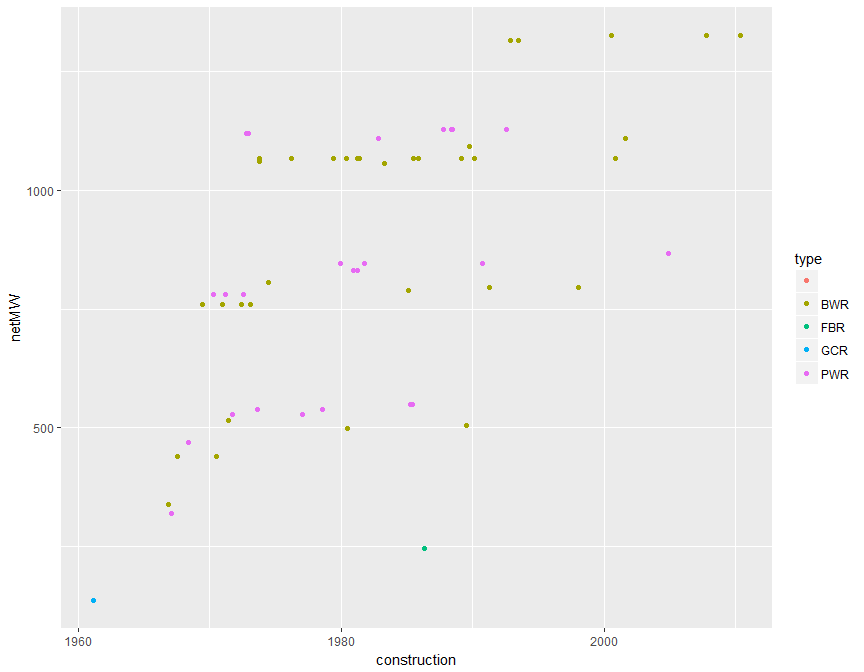 1000
500
netMW
1960
1980
2000
construction
type
BWR
FBR
GCR
PWR